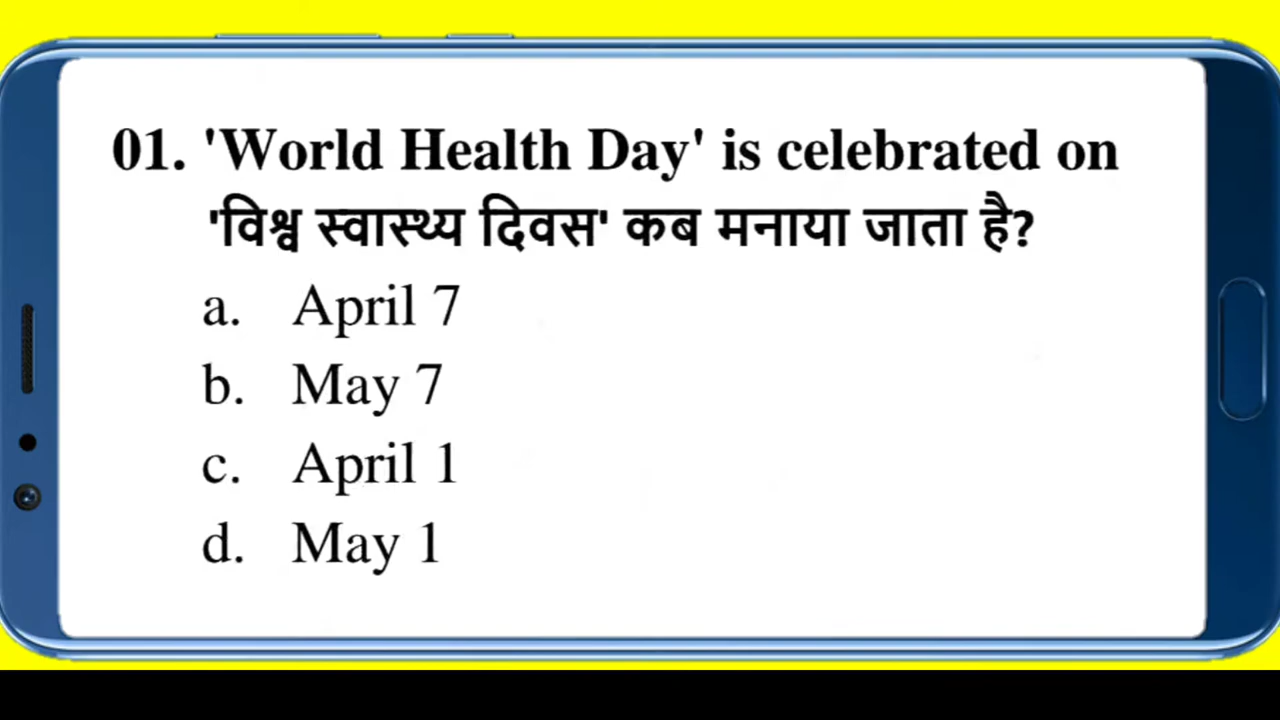 01. 'World Health Day' is celebrated on
'विश्व स्वास्थ्य दिवस' कब मनाया जाता है?
a. April 7
b. May 7
c. April 1
d. May 1